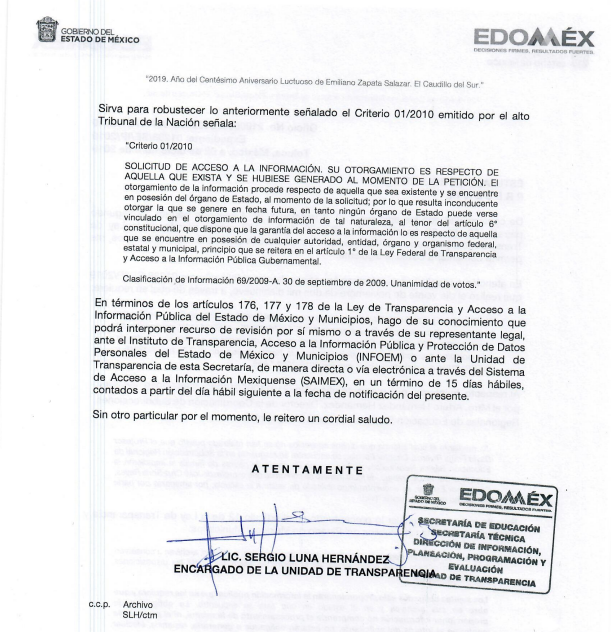 GOBIERNO DEL
ESTADO DE MÉXICO
EDOMÉX
DECISIONES FIRMES, RESULTADOS FUERTES.
"2019. Año del Centésimo Aniversario Luctuoso de Emiliano Zapata Salazar. El Caudillo del Sur."
Sirva para robustecer lo anteriormente señalado el Criterio 01/2010 emitido por el alto
Tribunal de la Nación señala:
"Criterio 01/2010
SOLICITUD DE ACCESO A LA INFORMACIÓN. SU OTORGAMIENTO ES RESPECTO DE
AQUELLA QUE EXISTA Y SE HUBIESE GENERADO AL MOMENTO DE LA PETICIÓN. El
otorgamiento de la información procede respecto de aquella que sea existente y se encuentre
en posesión del órgano de Estado, al momento de la solicitud; por lo que resulta inconducente
otorgar la que se genere en fecha futura, en tanto ningún órgano de Estado puede verse
vinculado en el otorgamiento de información de tal naturaleza, al tenor del artículo 6°
constitucional, que dispone que la garantía del acceso a la información lo es respecto de aquella
que se encuentre en posesión de cualquier autoridad, entidad, órgano y organismo federal,
estatal y municipal, principio que se reitera en el artículo 1° de la Ley Federal de Transparencia
y Acceso a la Información Pública Gubernamental.
Clasificación de Información 69/2009-A. 30 de septiembre de 2009. Unanimidad de votos."
En términos de los artículos 176, 177 y 178 de la Ley de Transparencia y Acceso a la
Información Pública del Estado de México y Municipios, hago de su conocimiento que
podrá interponer recurso de revisión por sí mismo o a través de su representante legal,
ante el Instituto de Transparencia, Acceso a la Información Pública y Protección de Datos
Personales del Estado de México y Municipios (INFOEM) o ante la Unidad de
Transparencia de esta Secretaría, de manera directa o vía electrónica a través del Sistema
de Acceso a la Información Mexiquense (SAIMEX), en un término de 15 días hábiles,
contados a partir del día hábil siguiente a la fecha de notificación del presente.
Sin otro particular por el momento, le reitero un cordial saludo.
ATENTAMENTE
LIC. SERGIO LUNA HERNÁNDEZ
ENCARGADO DE LA UNIDAD DE TRANSPARENCIA
GOBIERNO DEL
ESTADO DE MÉXICO
EDOMÉX
DECISIONES FIRMES, RESULTADOS FUERTES.
SECRETARÍA DE EDUCACIÓN
SECRETARÍA TÉCNICA
DIRECCIÓN DE INFORMACIÓN,
PLANEACIÓN, PROGRAMACIÓN Y
EVALUACIÓN
UNIDAD DE TRANSPARENCIA
c.c.p. Archivo
SLH/ctm